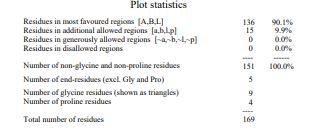 Plot statistics
Residues in most favoured regions [A,B,L] 136 90.1%
Residues in additional allowed regions [a,b,l,p] 15 9.9%
Residues in generously allowed regions [~a,~b,~l,~p] 0 0.0%
Residues in disallowed regions 0 0.0%
---- ------
Number of non-glycine and non-proline residues 151 100.0%
Number of end-residues (excl. Gly and Pro) 5
Number of glycine residues (shown as triangles) 9
Number of proline residues 4
----
Total number of residues 169